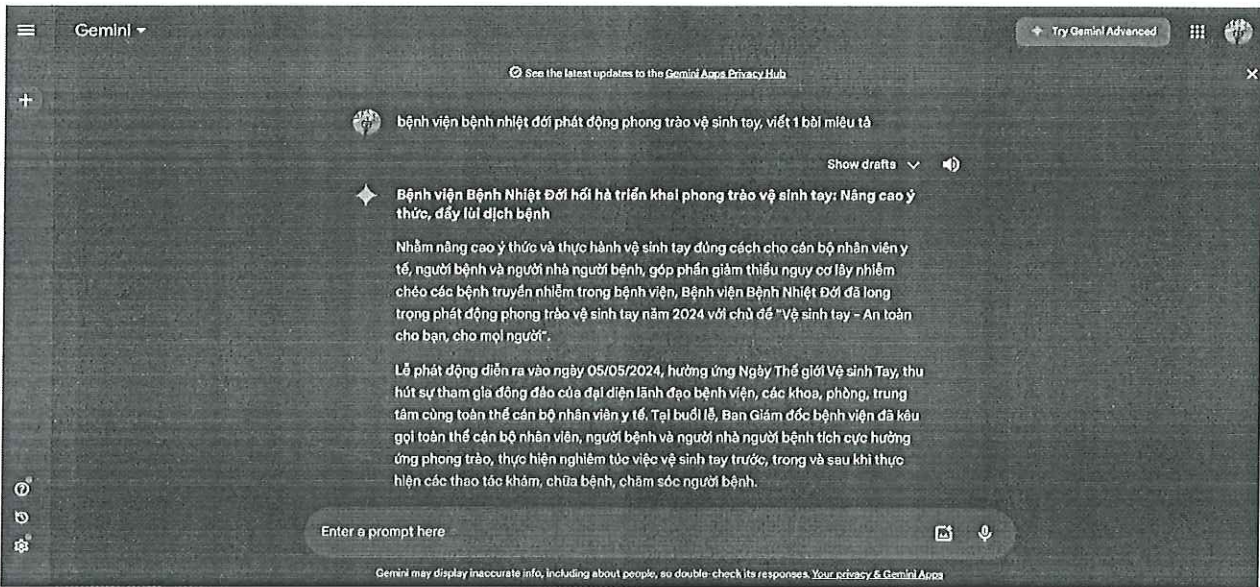 Gemini
Try Gemini Advanced
See the latest updates to the Gemini Apps Privacy Hub
bệnh viện bệnh nhiệt đới phát động phong trào vệ sinh tay, viết 1 bài miêu tả
Show drafts
Bệnh viện Bệnh Nhiệt Đới hối hà triển khai phong trào vệ sinh tay: Nâng cao ý
thức, đẩy lùi dịch bệnh
Nhằm nâng cao ý thức và thực hành vệ sinh tay đúng cách cho cán bộ nhân viên y
tế, người bệnh và người nhà người bệnh, góp phần giảm thiểu nguy cơ lây nhiễm
chéo các bệnh truyền nhiễm trong bệnh viện, Bệnh viện Bệnh Nhiệt Đới đã long
trọng phát động phong trào vệ sinh tay năm 2024 với chủ đề "Vệ sinh tay - An toàn
cho bạn, cho mọi người".
Lễ phát động diễn ra vào ngày 05/05/2024, hưởng ứng Ngày Thế giới Vệ sinh Tay, thu
hút sự tham gia đông đảo của đại diện lãnh đạo bệnh viện, các khoa, phòng, trung
tâm cùng toàn thể cán bộ nhân viên y tế. Tại buổi lễ, Ban Giám đốc bệnh viện đã kêu
gọi toàn thể cán bộ nhân viên, người bệnh và người nhà người bệnh tích cực hưởng
ứng phong trào, thực hiện nghiêm túc việc vệ sinh tay trước, trong và sau khi thực
hiện các thao tác khám, chữa bệnh, chăm sóc người bệnh.
Enter a prompt here
Gemini may display inaccurate info, including about people, so double-check its responses. Your privacy & Gemini Apps